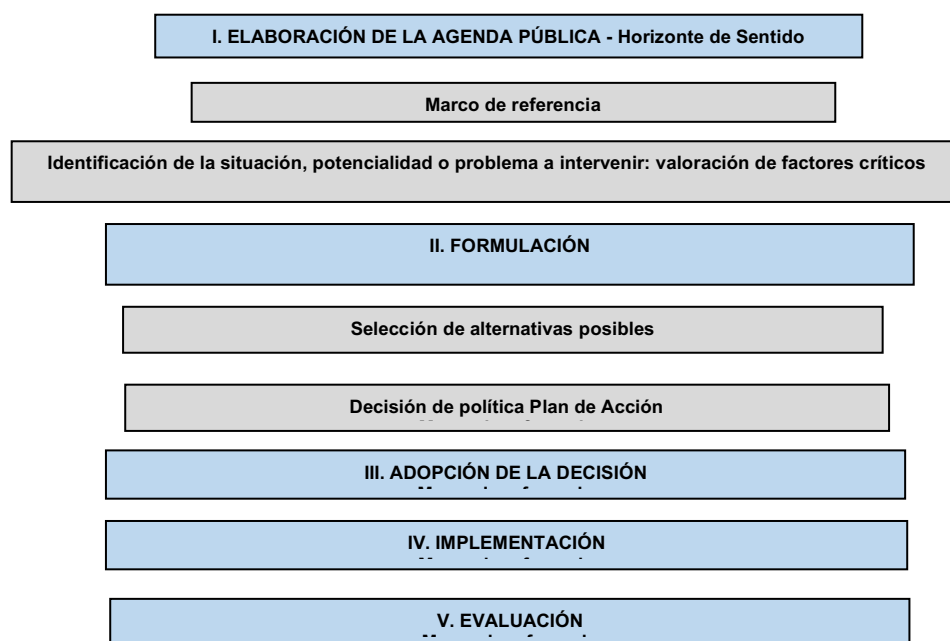 I. ELABORACIÓN DE LA AGENDA PÚBLICA - Horizonte de Sentido
Marco de referencia
Identificación de la situación, potencialidad o problema a intervenir: valoración de factores críticos
II. FORMULACIÓN
Selección de alternativas posibles
Decisión de política Plan de Acción
III. ADOPCIÓN DE LA DECISIÓN
IV. IMPLEMENTACIÓN
V. EVALUACIÓN